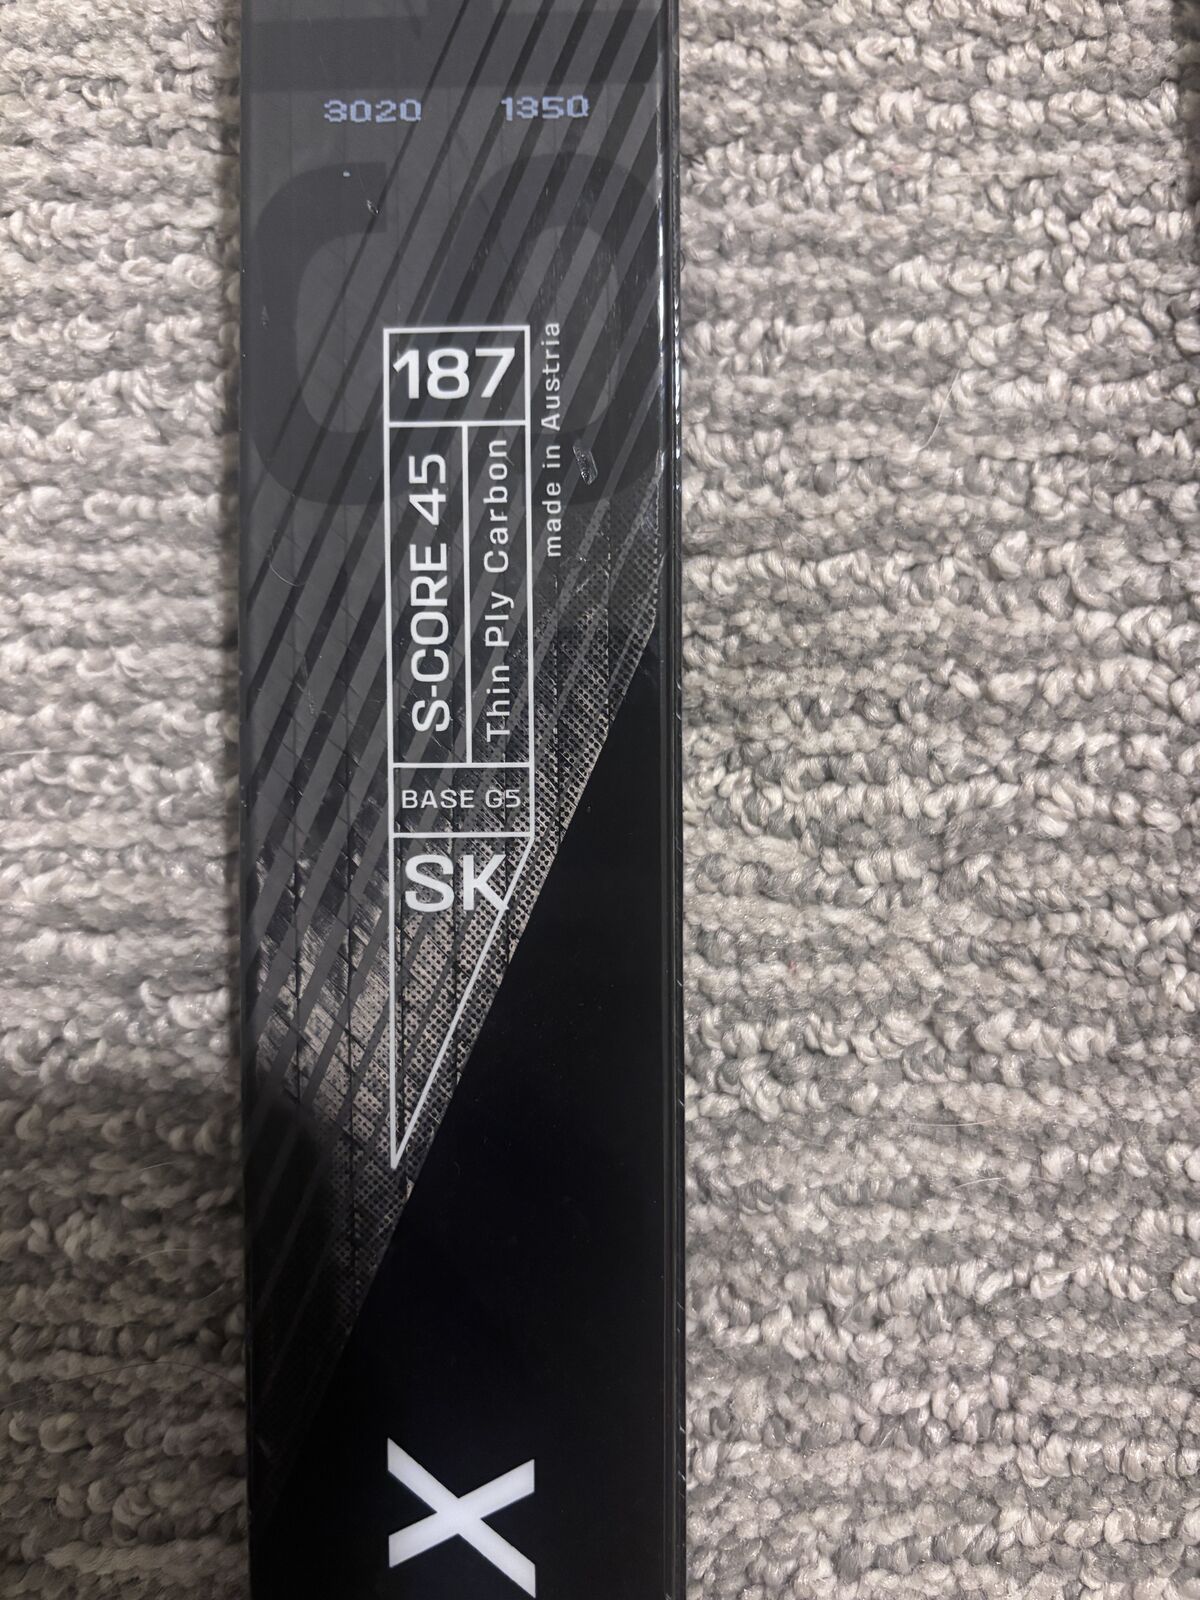 3020 1350
187
S-CORE 45
Thin Ply Carbon
made in Austria
BASE G5
SK
X